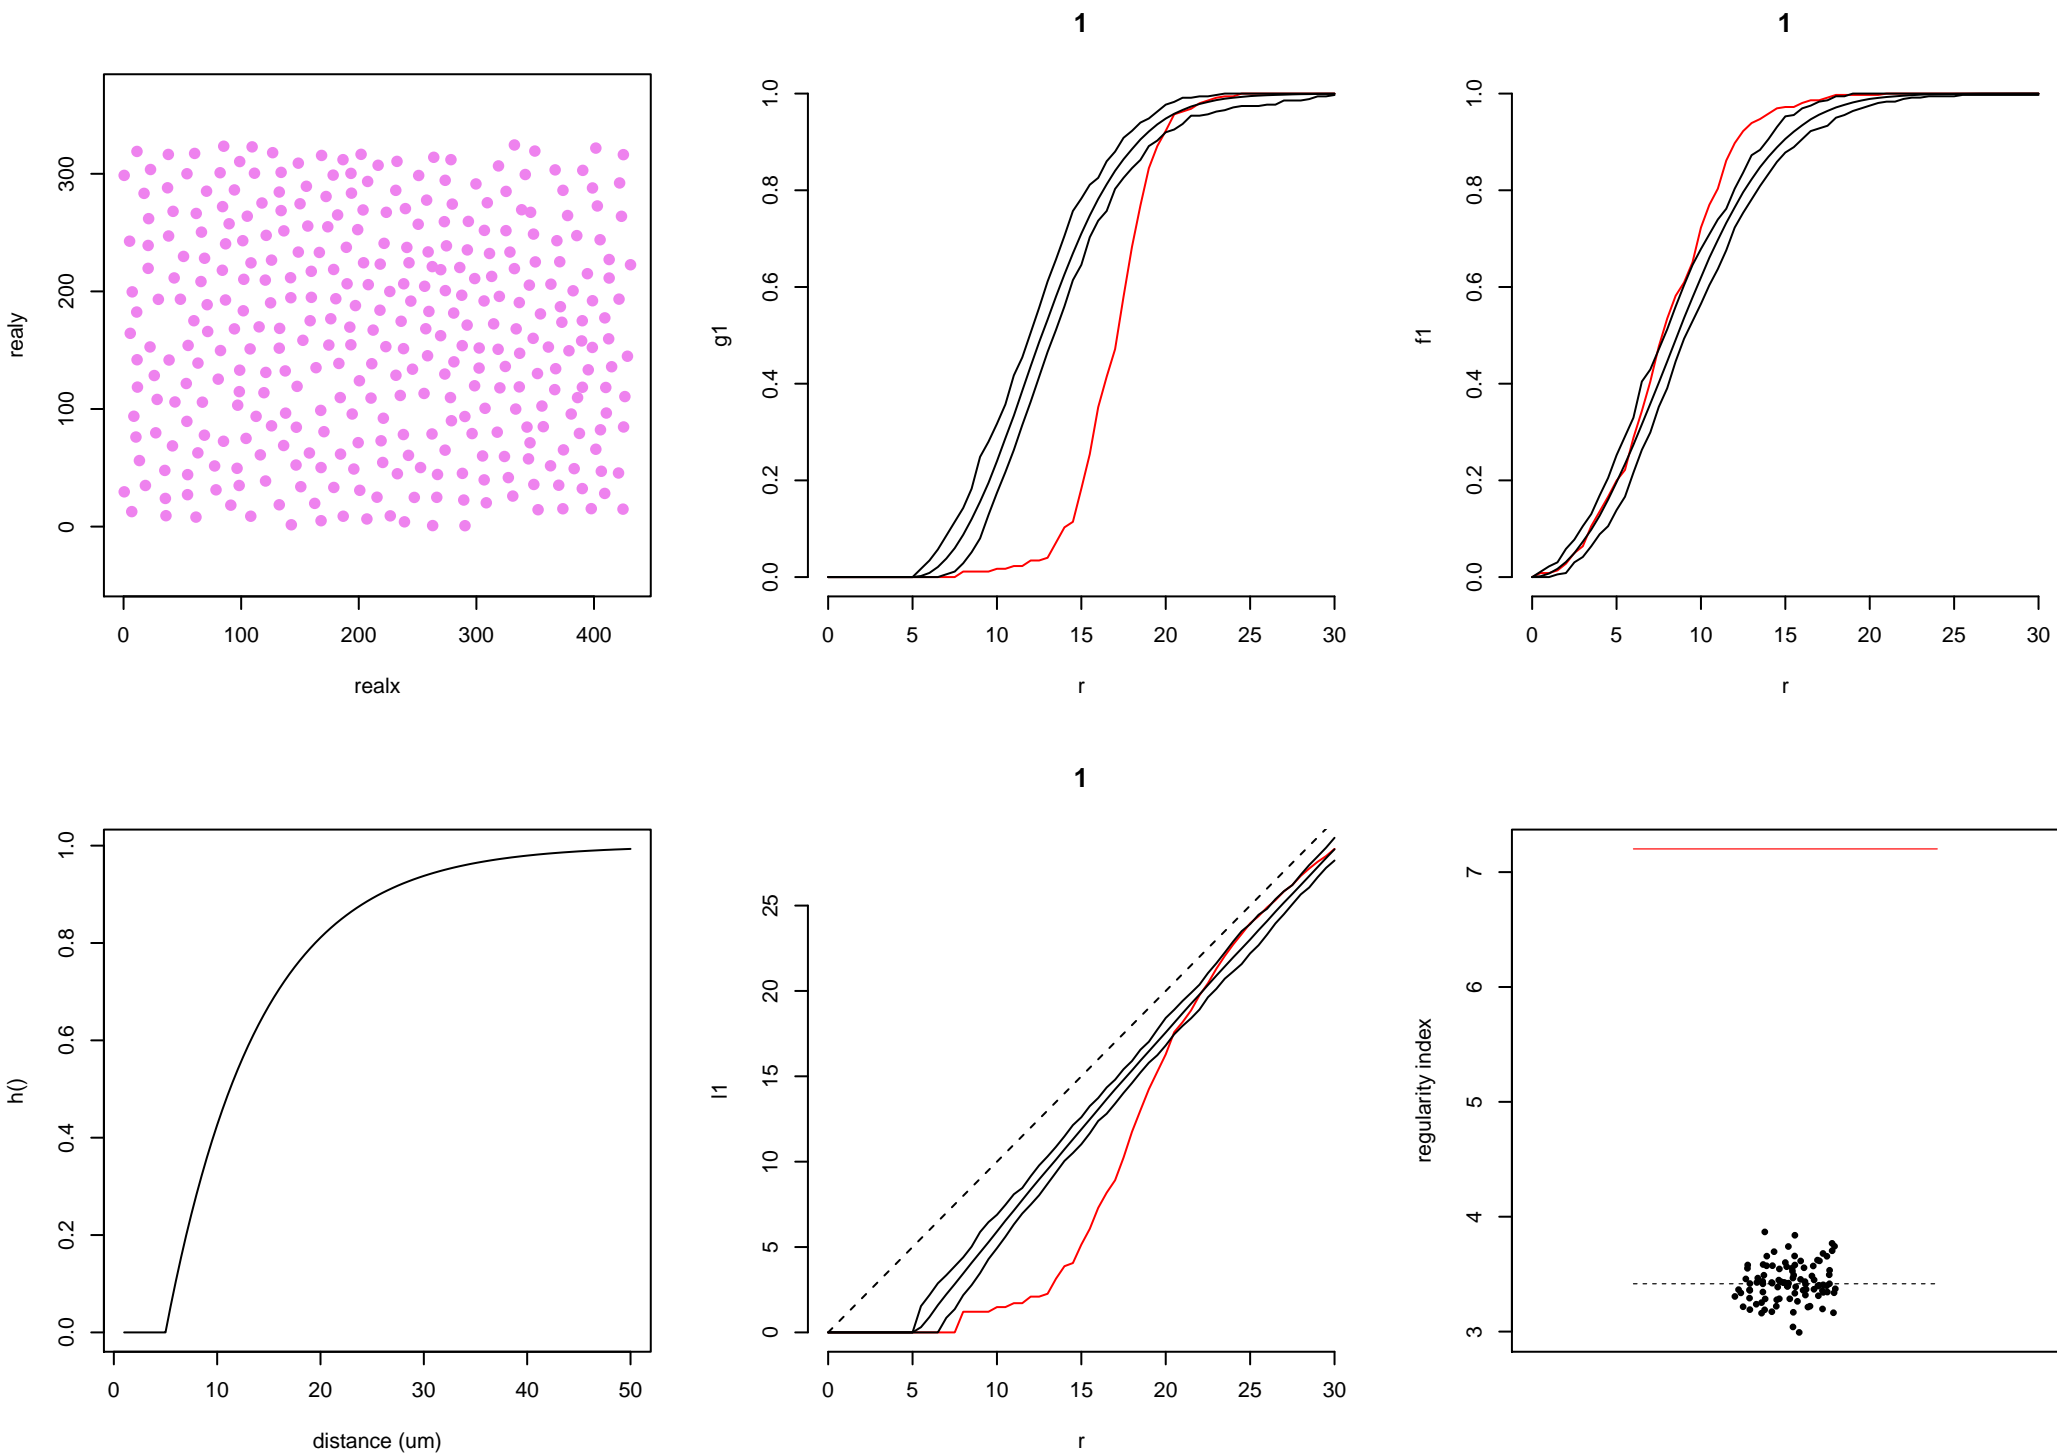 realy
0 100 200 300
0 100 200 300 400
realx
1
g1
0.0 0.2 0.4 0.6 0.8 1.0
0 5 10 15 20 25 30
r
1
f1
0.0 0.2 0.4 0.6 0.8 1.0
0 5 10 15 20 25 30
r
h()
0.0 0.2 0.4 0.6 0.8 1.0
0 10 20 30 40 50
distance (um)
1
l1
0 5 10 15 20 25
0 5 10 15 20 25 30
r
regularity index
3 4 5 6 7